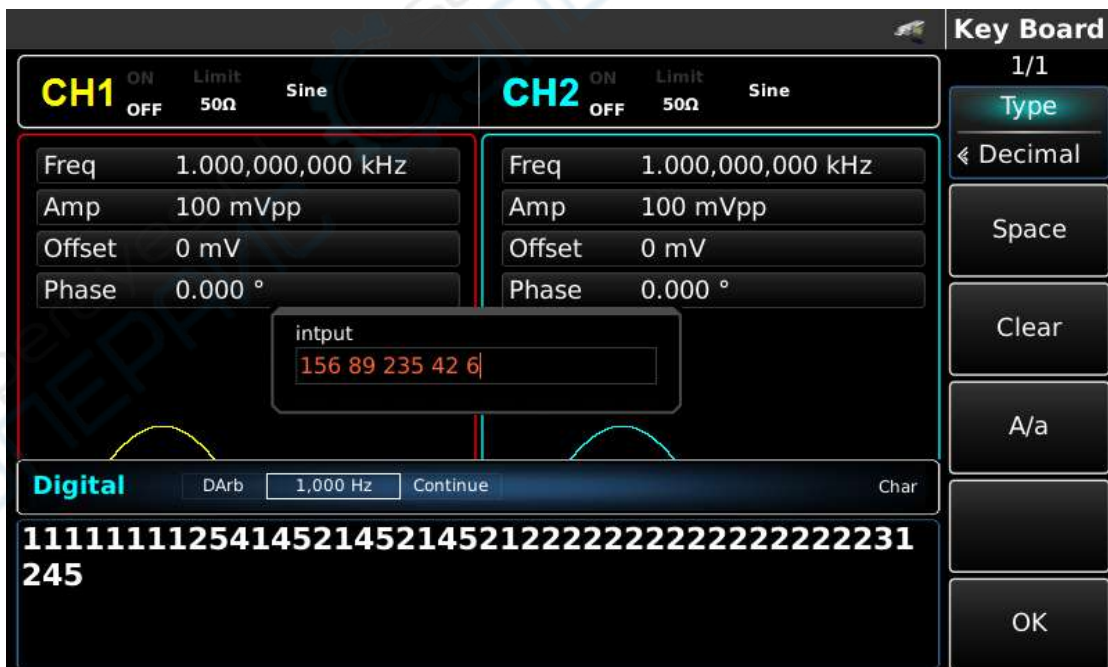 Key Board
1/1
CH1 ON OFF Limit 50Ω Sine
CH2 ON OFF Limit 50Ω Sine
Type
Decimal
Freq 1.000,000,000 kHz
Freq 1.000,000,000 kHz
Amp 100 mVpp
Amp 100 mVpp
Space
Offset 0 mV
Offset 0 mV
Phase 0.000 °
Phase 0.000 °
intput
156 89 235 42 6
Clear
A/a
Digital DArb 1,000 Hz Continue Char
1111111125414521452145212222222222222222231
245
OK